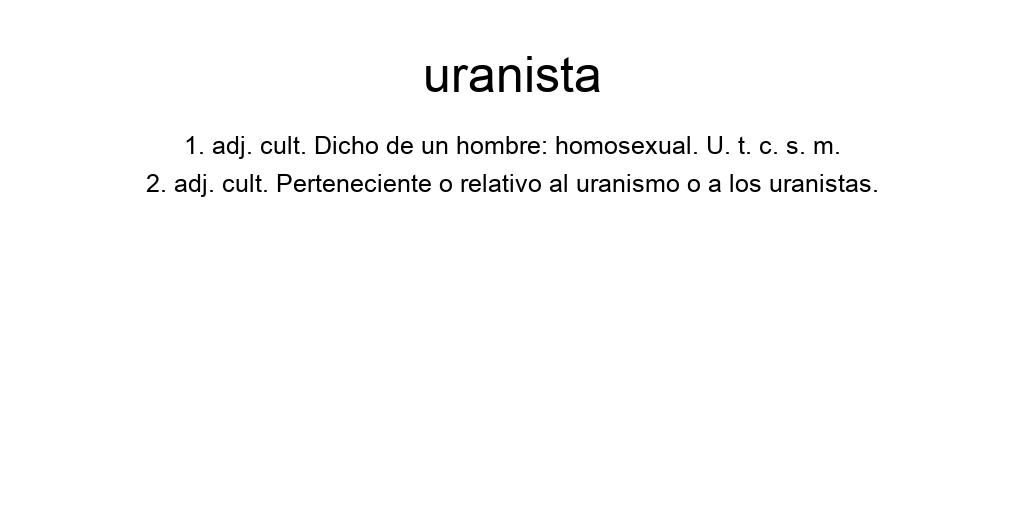 uranista
1. adj. cult. Dicho de un hombre: homosexual. U. t. c. s. m.
2. adj. cult. Perteneciente o relativo al uranismo o a los uranistas.